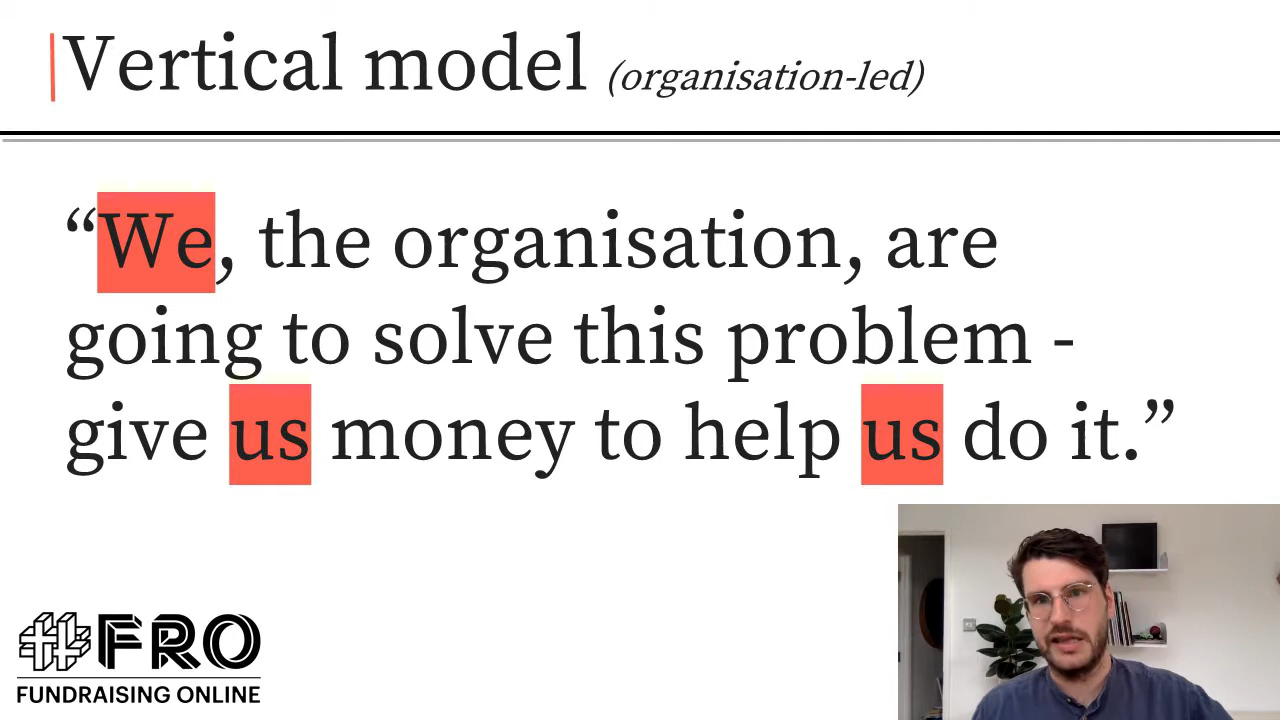 Vertical model (organisation-led)
“We, the organisation, are
going to solve this problem -
give us money to help us do it.”
#FRO
FUNDRAISING ONLINE